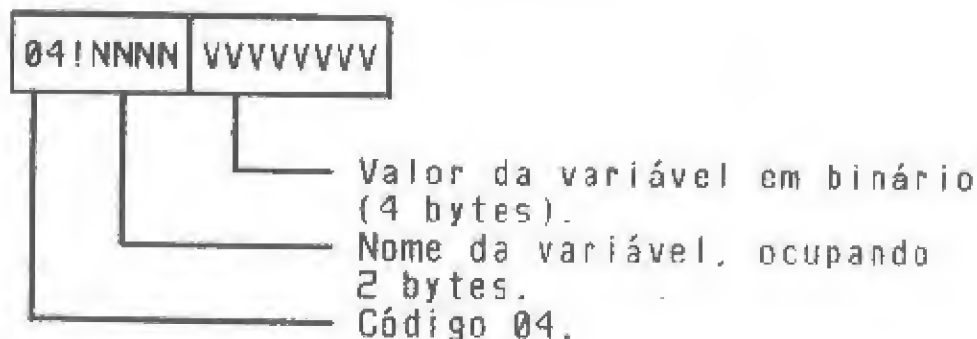 04!NNNN VVVVVVVV
Valor da variável em binário
(4 bytes).
Nome da variável, ocupando
2 bytes.
Código 04.